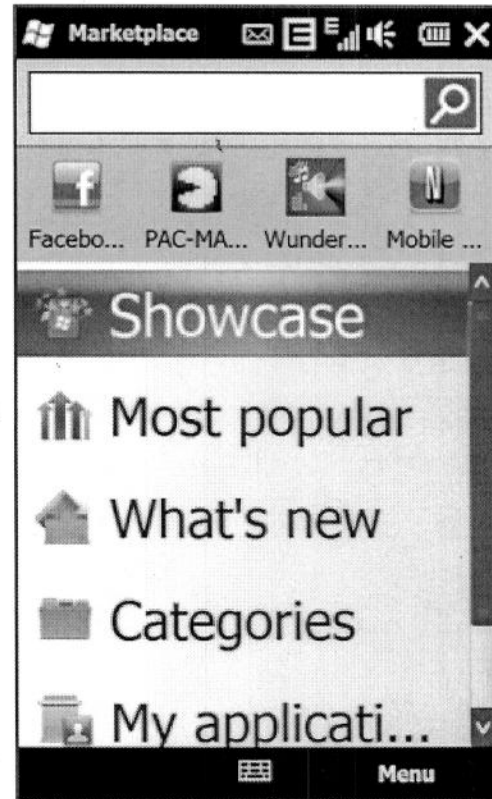 Marketplace
Facebo... PAC-MA... Wunder... Mobile ...
Showcase
Most popular
What's new
Categories
My applicati...
Menu